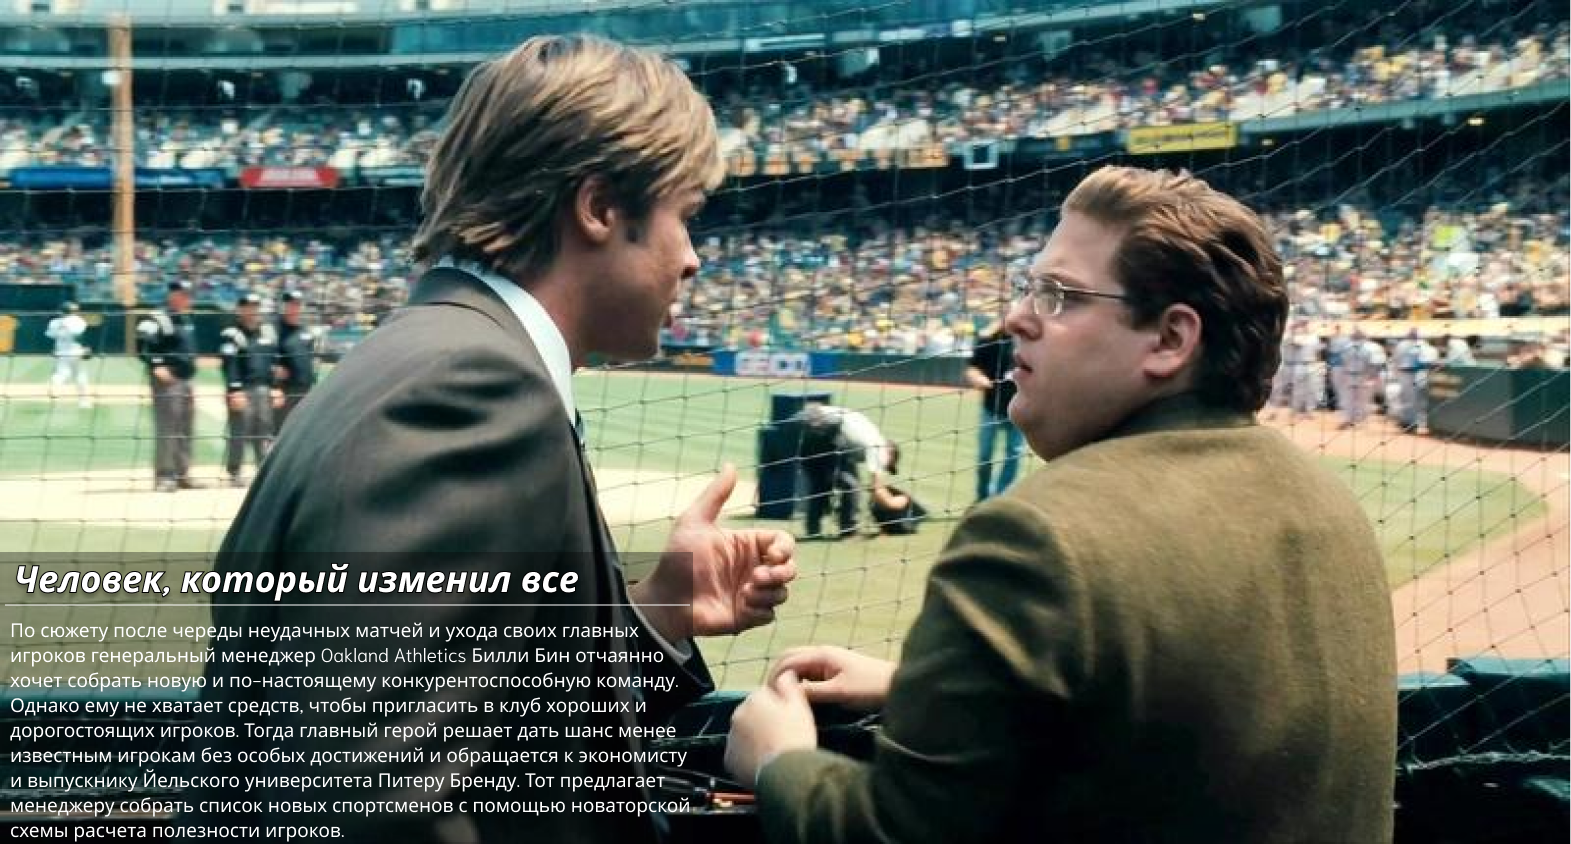 GEICO
Человек, который изменил все
По сюжету после череды неудачных матчей и ухода своих главных
игроков генеральный менеджер Oakland Athletics Билли Бин отчаянно
хочет собрать новую и по-настоящему конкурентоспособную команду.
Однако ему не хватает средств, чтобы пригласить в клуб хороших и
дорогостоящих игроков. Тогда главный герой решает дать шанс менее
известным игрокам без особых достижений и обращается к экономисту
и выпускнику Йельского университета Питеру Бренду. Тот предлагает
менеджеру собрать список новых спортсменов с помощью новаторской
схемы расчета полезности игроков.